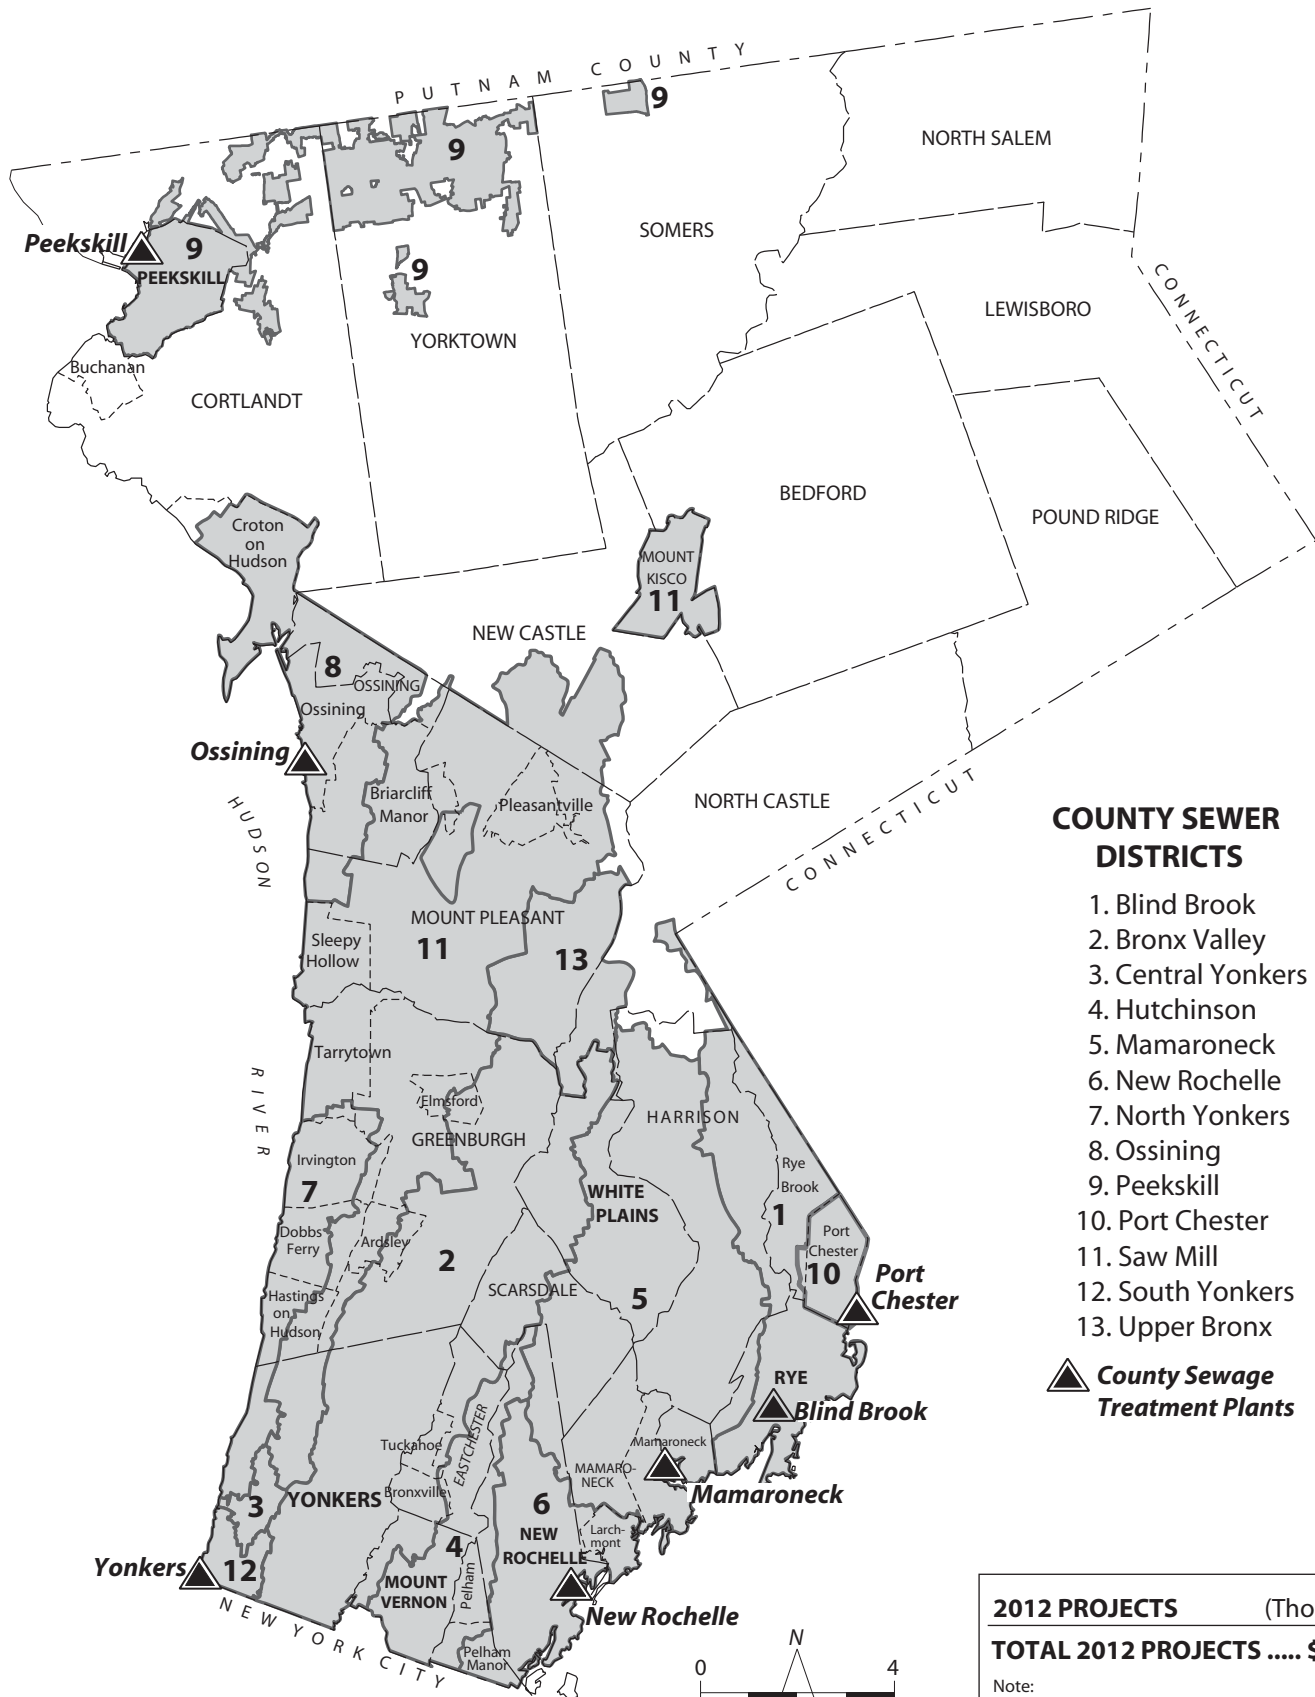 PUTNAM COUNTY
9
NORTH SALEM
9
SOMERS
Peekskill
9
PEEKSKILL
9
CONNECTICUT
LEWISBORO
YORKTOWN
Buchanan
CORTLANDT
BEDFORD
POUND RIDGE
Croton
on
Hudson
MOUNT
KISCO
11
NEW CASTLE
8
OSSINING
Ossining
Ossining
HUDSON
Briarcliff
Manor
Pleasantville
NORTH CASTLE
CONNECTICUT
COUNTY SEWER
DISTRICTS
1. Blind Brook
2. Bronx Valley
3. Central Yonkers
4. Hutchinson
5. Mamaroneck
6. New Rochelle
7. North Yonkers
8. Ossining
9. Peekskill
10. Port Chester
11. Saw Mill
12. South Yonkers
13. Upper Bronx
County Sewage
Treatment Plants
MOUNT PLEASANT
11
13
Sleepy
Hollow
Tarrytown
RIVER
Elmsford
HARRISON
GREENBURGH
Irvington
7
Rye
Brook
WHITE
PLAINS
1
Port
Chester
10
Dobbs
Ferry
Ardsley
2
Port
Chester
SCARSDALE
5
Hastings
on
Hudson
RYE
Blind Brook
Tuckahoe
EASTCHESTER
Mamaroneck
MAMARO-
NECK
Bronxville
YONKERS
Mamaroneck
3
6
NEW
ROCHELLE
Larch-
mont
4
Yonkers
12
MOUNT
VERNON
Pelham
New Rochelle
NEW YORK CITY
Pelham
Manor
N
0 4
2012 PROJECTS (Tho
TOTAL 2012 PROJECTS ..... $
Note: